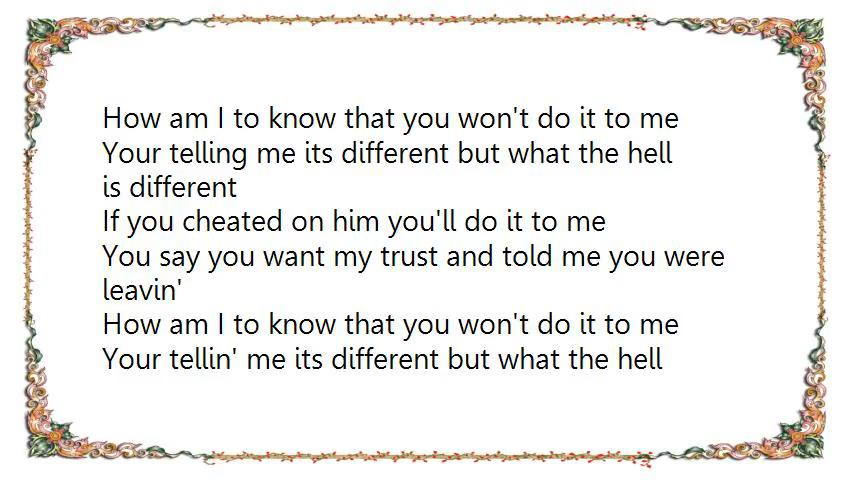 How am I to know that you won't do it to me
Your telling me its different but what the hell
is different
If you cheated on him you'll do it to me
You say you want my trust and told me you were
leavin'
How am I to know that you won't do it to me
Your tellin' me its different but what the hell